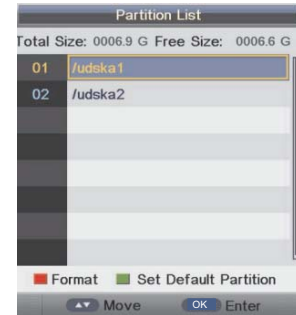 Partition List
Total Size: 0006.9 G Free Size: 0006.6 G
01 /udska1
02 /udska2
Format Set Default Partition
Move OK Enter